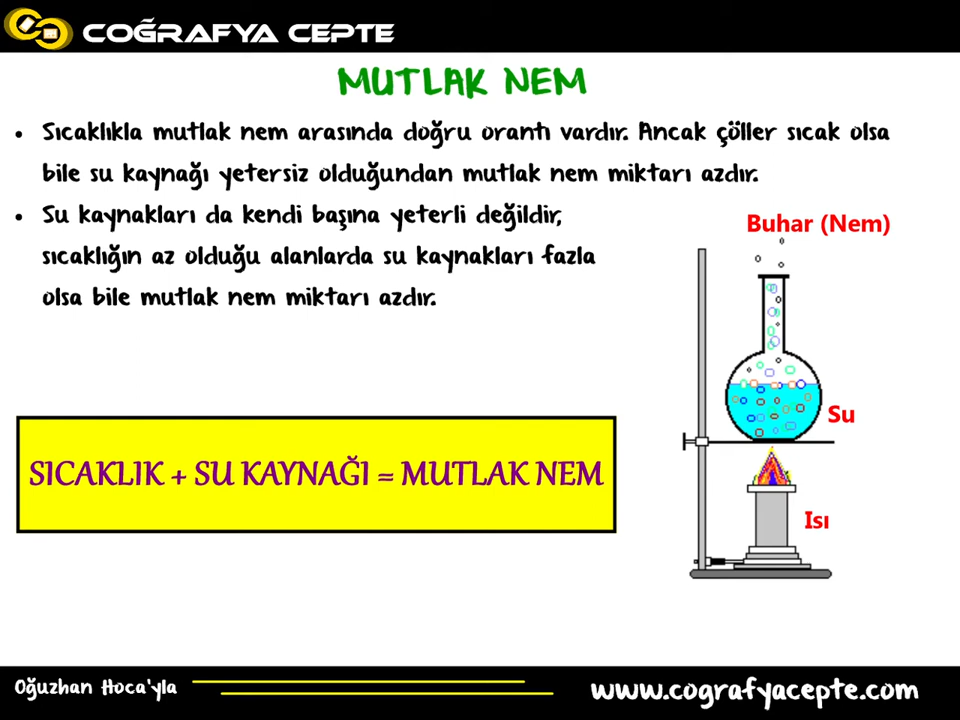 COĞRAFYA CEPTE
MUTLAK NEM
• Sıcaklıkla mutlak nem arasında doğru orantı vardır. Ancak çöller sıcak olsa
bile su kaynağı yetersiz olduğundan mutlak nem miktarı azdır.
• Su kaynakları da kendi başına yeterli değildir,
sıcaklığın az olduğu alanlarda su kaynakları fazla
olsa bile mutlak nem miktarı azdır.
Buhar (Nem)
Su
Isı
SICAKLIK + SU KAYNAĞI = MUTLAK NEM
Oğuzhan Hoca'yla
www.cografyacepte.com